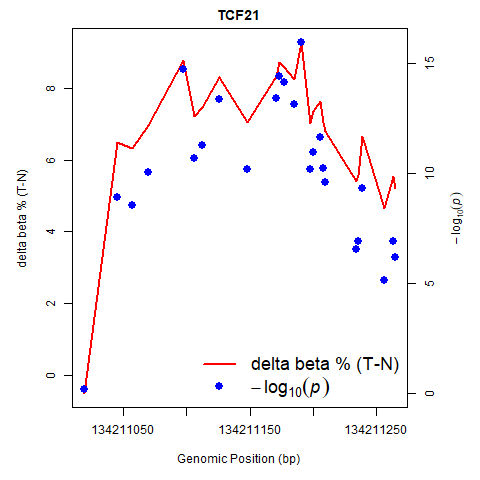 TCF21
delta beta % (T-N)
0 2 4 6 8
0 5 10 15
−log10(p)
delta beta % (T-N)
−log10(p)
134211050 134211150 134211250
Genomic Position (bp)